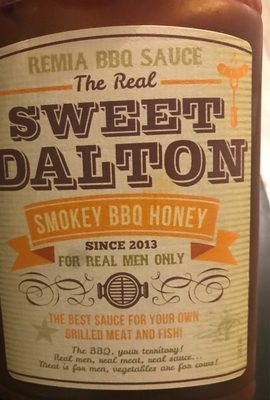 REMIA BBQ SAUCE
The Real
SWEET
DALTON
SMOKEY BBQ HONEY
SINCE 2013
FOR REAL MEN ONLY
THE BEST SAUCE FOR YOUR OWN
GRILLED MEAT AND FISH!
The BBQ, your territory!
Real men, real meat, real sauce...
Meat is for men, vegetables are for cows!